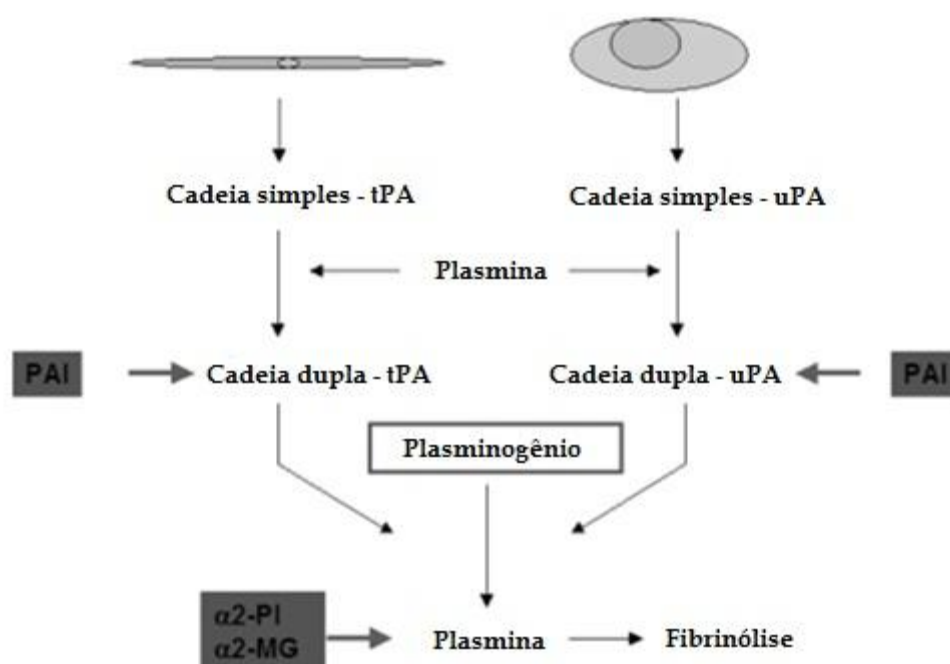 Cadeia simples - tPA
Cadeia simples - uPA
Plasmina
PAI
Cadeia dupla - tPA
Cadeia dupla - uPA
PAI
Plasminogênio
α2-PI
α2-MG
Plasmina
Fibrinólise